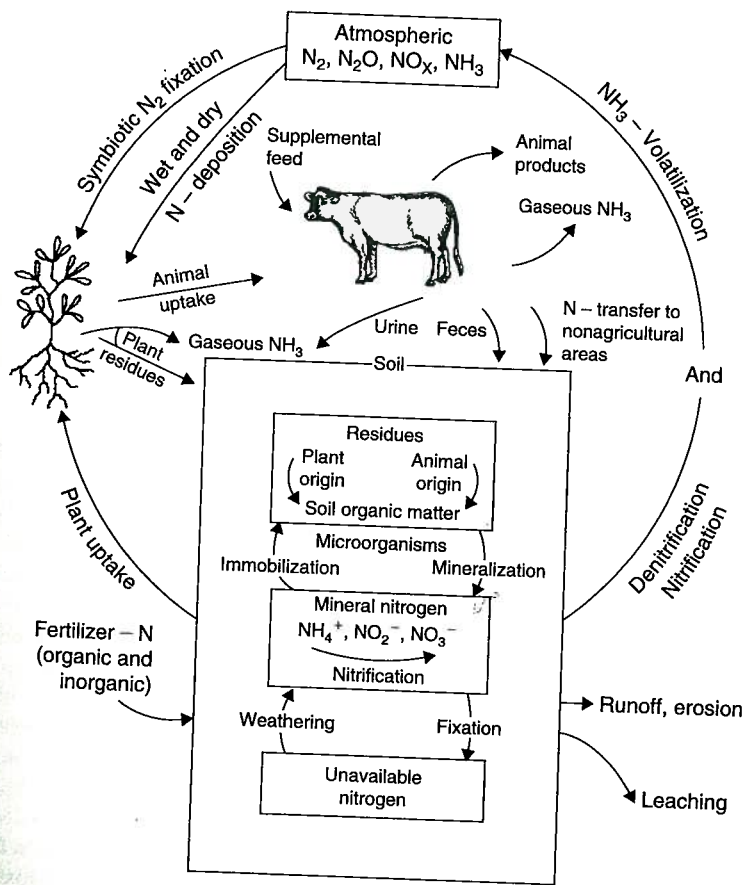 Atmospheric
N₂, N₂O, NOₓ, NH₃
Symbiotic N₂ fixation
Wet and dry
N – deposition
Supplemental
feed
Animal
products
Gaseous NH₃
NH₃ – Volatilization
And
Denitrification
Nitrification
Animal
uptake
Urine Feces
N – transfer to
nonagricultural
areas
Gaseous NH₃
Plant
residues
Soil
Residues
Plant
origin
Animal
origin
Soil organic matter
Microorganisms
Immobilization
Mineralization
Mineral nitrogen
NH₄⁺, NO₂⁻, NO₃⁻
Nitrification
Weathering
Fixation
Unavailable
nitrogen
Plant uptake
Fertilizer – N
(organic and
inorganic)
Runoff, erosion
Leaching